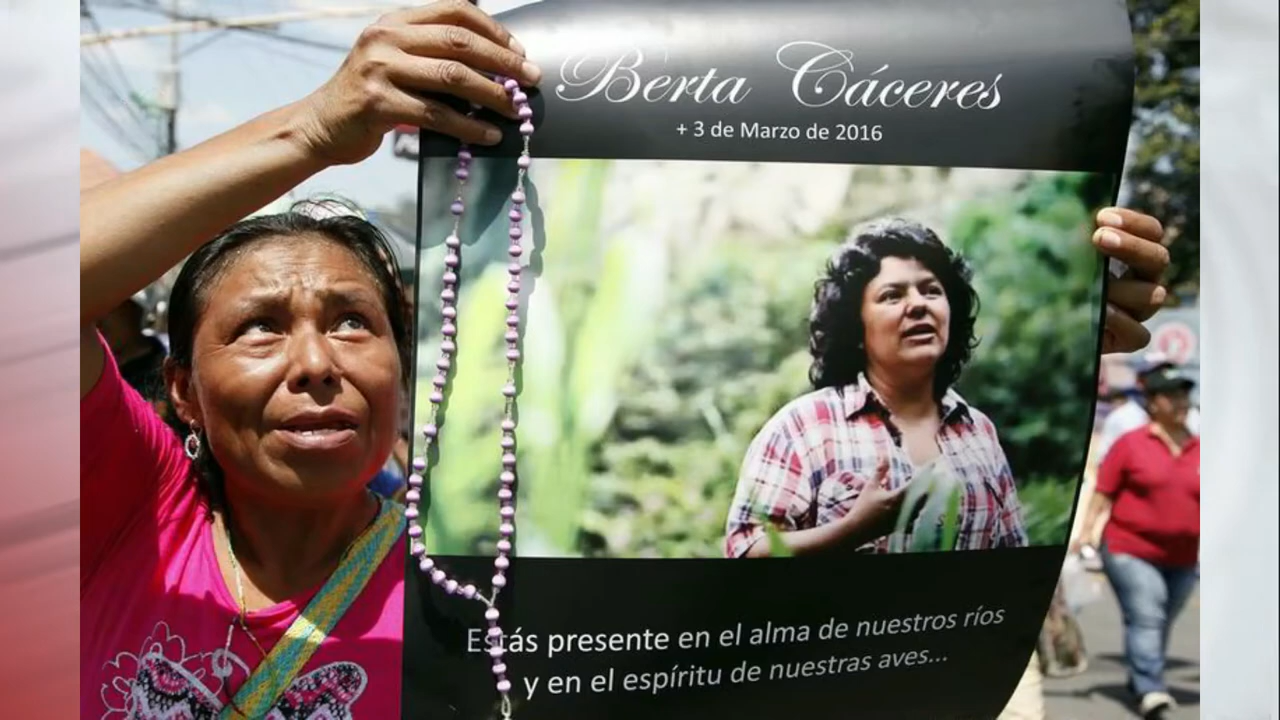 Berta Cáceres
+ 3 de Marzo de 2016
Estás presente en el alma de nuestros ríos
y en el espíritu de nuestras aves...